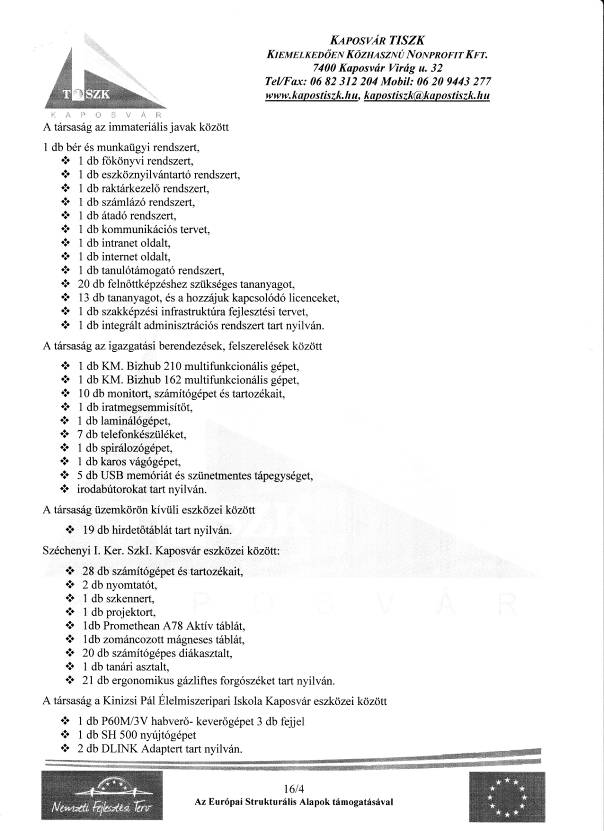 KAPOSVÁR TISZK
KIEMELKEDŐEN KÖZHASZNÚ NONPROFIT KFT.
7400 Kaposvár Virág u. 32
Tel/Fax: 06 82 312 204 Mobil: 06 20 9443 277
www.kapostiszk.hu, kapostiszk@kapostiszk.hu
TISZK
KAPOSVÁR
A társaság az immateriális javak között
1 db bér és munkaügyi rendszert,
❖ 1 db főkönyvi rendszert,
❖ 1 db eszköznyilvántartó rendszert,
❖ 1 db raktárkezelő rendszert,
❖ 1 db számlázó rendszert,
❖ 1 db átadó rendszert,
❖ 1 db kommunikációs tervet,
❖ 1 db intranet oldalt,
❖ 1 db internet oldalt,
❖ 1 db tanulótámogató rendszert,
❖ 20 db felnőttképzéshez szükséges tananyagot,
❖ 13 db tananyagot, és a hozzájuk kapcsolódó licenceket,
❖ 1 db szakképzési infrastruktúra fejlesztési tervet,
❖ 1 db integrált adminisztrációs rendszert tart nyilván.
A társaság az igazgatási berendezések, felszerelések között
❖ 1 db KM. Bizhub 210 multifunkcionális gépet,
❖ 1 db KM. Bizhub 162 multifunkcionális gépet,
❖ 10 db monitort, számítógépet és tartozékait,
❖ 1 db iratmegsemmisítőt,
❖ 1 db laminálógépet,
❖ 7 db telefonkészüléket,
❖ 1 db spirálozógépet,
❖ 1 db karos vágógépet,
❖ 5 db USB memóriát és szünetmentes tápegységet,
❖ irodabútorokat tart nyilván.
A társaság üzemkörön kívüli eszközei között
❖ 19 db hirdetőtáblát tart nyilván.
Széchenyi I. Ker. SzkI. Kaposvár eszközei között:
❖ 28 db számítógépet és tartozékait,
❖ 2 db nyomtatót,
❖ 1 db szkennert,
❖ 1 db projektort,
❖ 1db Promethean A78 Aktív táblát,
❖ 1db zománcozott mágneses táblát,
❖ 20 db számítógépes diákasztalt,
❖ 1 db tanári asztalt,
❖ 21 db ergonomikus gázliftes forgószéket tart nyilván.
A társaság a Kinizsi Pál Élelmiszeripari Iskola Kaposvár eszközei között
❖ 1 db P60M/3V habverő- keverőgépet 3 db fejjel
❖ 1 db SH 500 nyújtógépet
❖ 2 db DLINK Adaptert tart nyilván.
Nemzeti Fejlesztési Terv
16/4
Az Európai Strukturális Alapok támogatásával